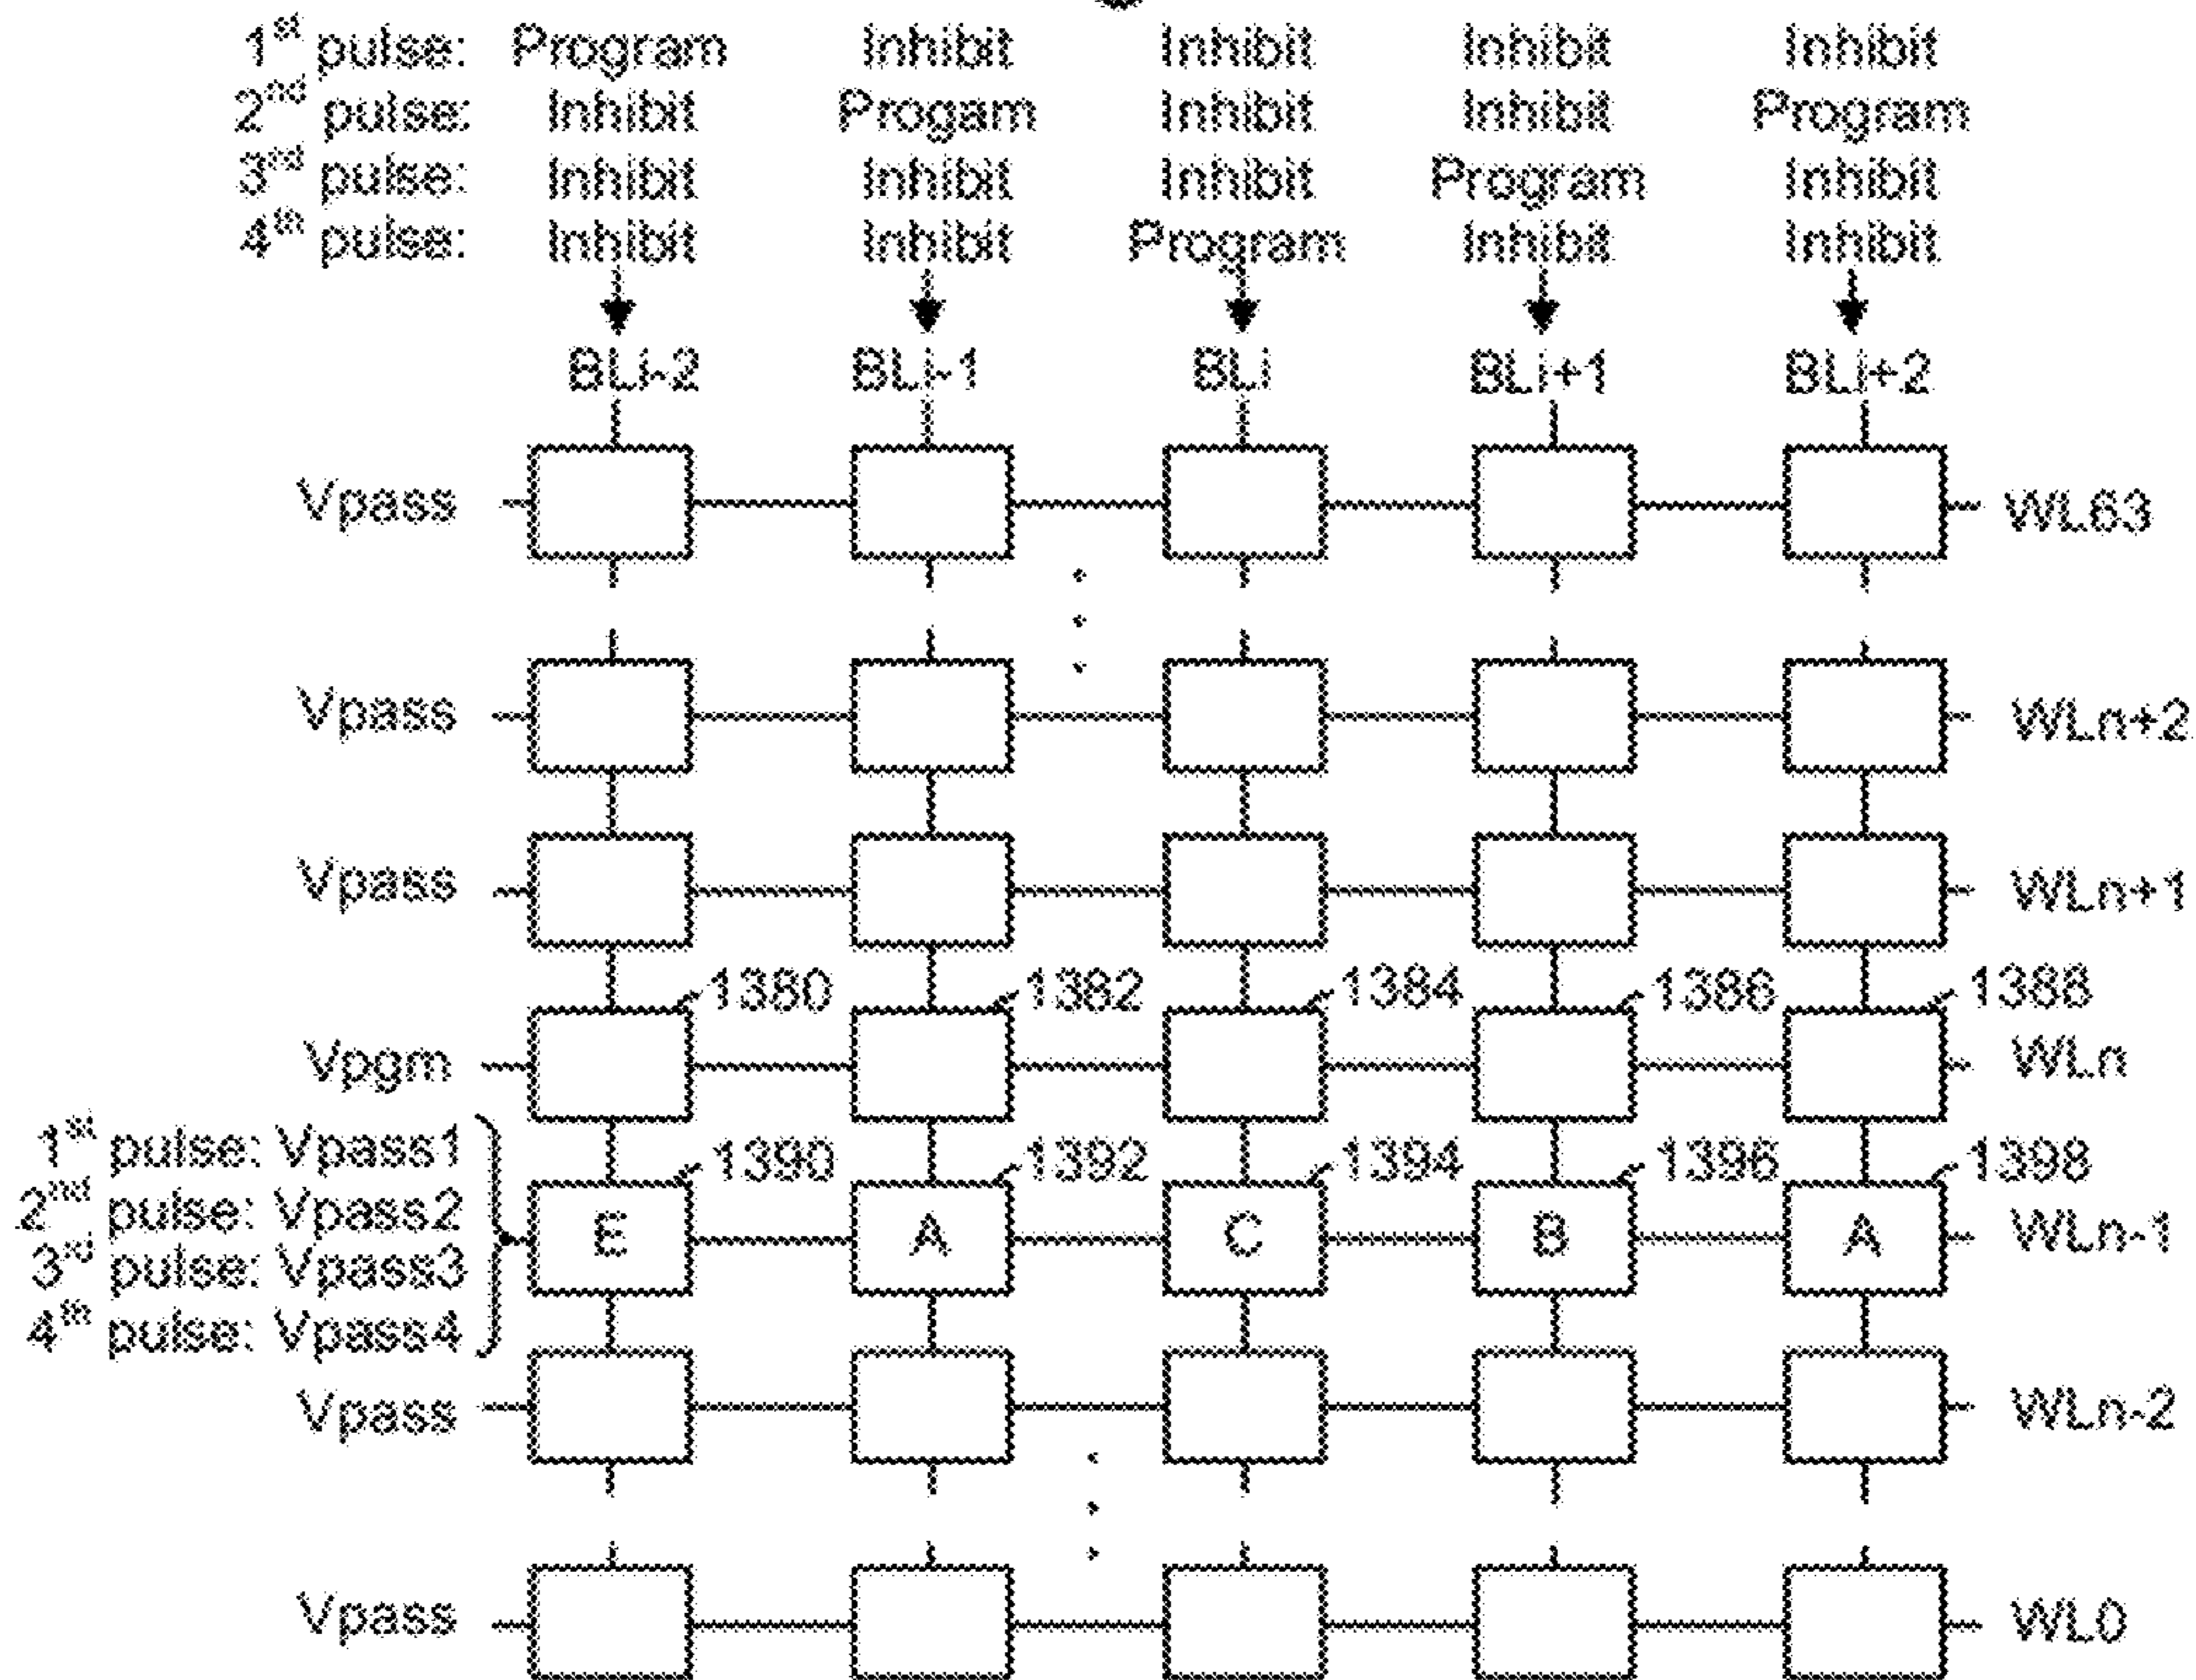 1st pulse: Program Inhibit Inhibit Inhibit Inhibit
2nd pulse: Inhibit Progam Inhibit Inhibit Program
3rd pulse: Inhibit Inhibit Inhibit Program Inhibit
4th pulse: Inhibit Inhibit Program Inhibit Inhibit
BLi-2 BLi-1 BLi BLi+1 BLi+2
Vpass WL63
Vpass WLn+2
Vpass WLn+1
1380 1382 1384 1386 1388
Vpgm WLn
1st pulse: Vpass1
1390 1392 1394 1396 1398
2nd pulse: Vpass2
E A C B A WLn-1
3rd pulse: Vpass3
4th pulse: Vpass4
Vpass WLn-2
Vpass WL0